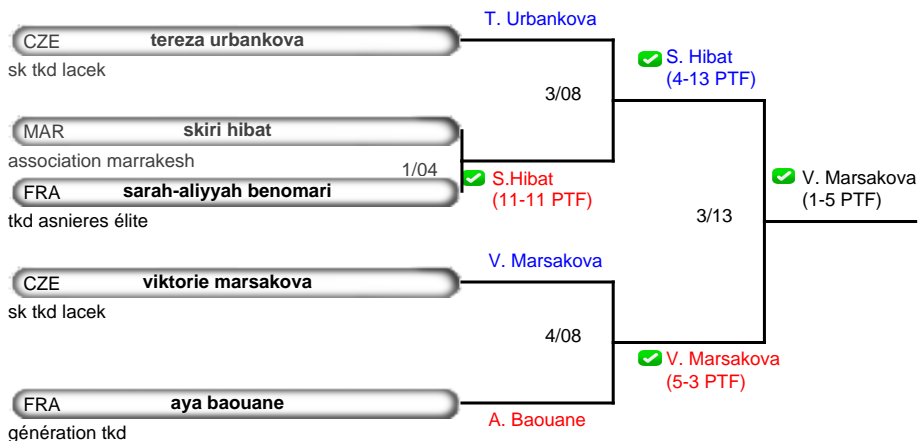 T. Urbankova
CZE tereza urbankova
sk tkd lacek
S. Hibat
(4-13 PTF)
3/08
MAR skiri hibat
association marrakesh
1/04
S.Hibat
(11-11 PTF)
FRA sarah-aliyyah benomari
tkd asnieres élite
V. Marsakova
(1-5 PTF)
3/13
V. Marsakova
CZE viktorie marsakova
sk tkd lacek
4/08
V. Marsakova
(5-3 PTF)
FRA aya baouane
A. Baouane
génération tkd